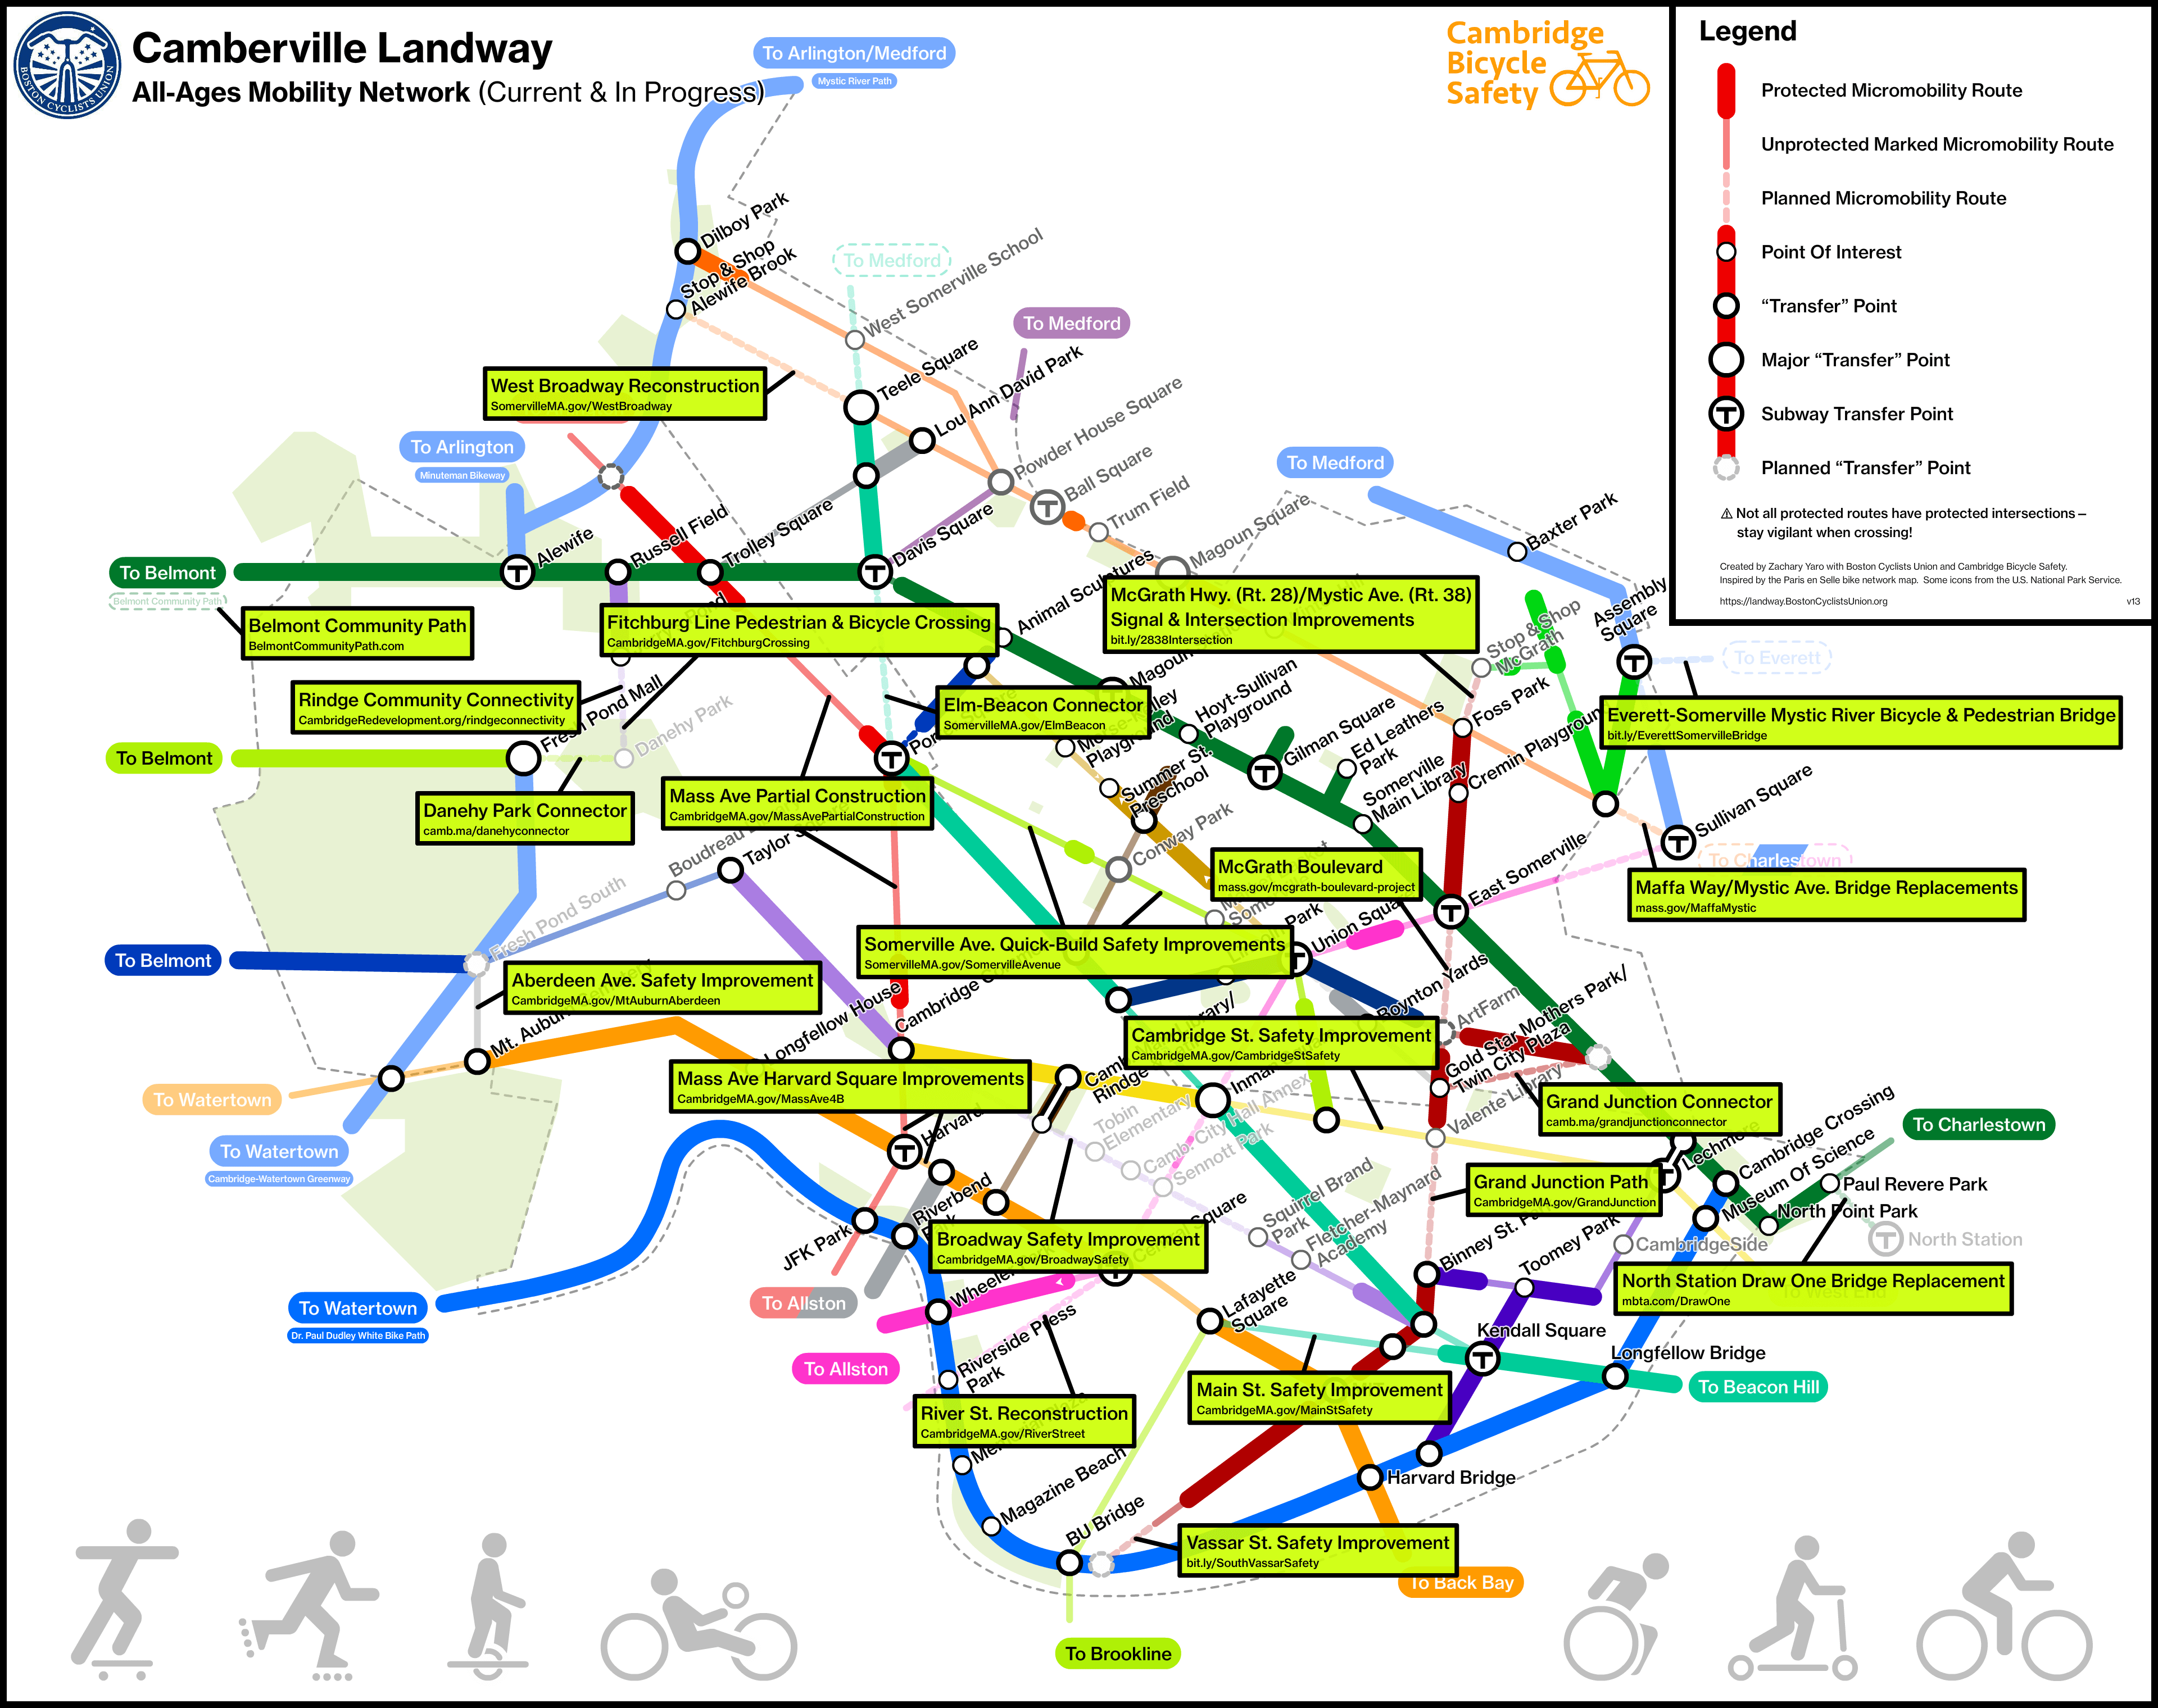 BOSTON CYCLISTS UNION
Camberville Landway
All-Ages Mobility Network (Current & In Progress)
To Arlington/Medford
Mystic River Path
Cambridge
Bicycle
Safety
Legend
Protected Micromobility Route
Unprotected Marked Micromobility Route
Planned Micromobility Route
Point Of Interest
“Transfer” Point
Major “Transfer” Point
T
Subway Transfer Point
Planned “Transfer” Point
⚠ Not all protected routes have protected intersections –
stay vigilant when crossing!
Created by Zachary Yaro with Boston Cyclists Union and Cambridge Bicycle Safety.
Inspired by the Paris en Selle bike network map. Some icons from the U.S. National Park Service.
https://landway.BostonCyclistsUnion.org
v13
Dilboy Park
Stop & Shop
Alewife Brook
To Medford
West Somerville School
To Medford
Teele Square
Lou Ann David Park
Powder House Square
Ball Square
Trum Field
Magoun Square
To Medford
Baxter Park
Assembly
Square
West Broadway Reconstruction
SomervilleMA.gov/WestBroadway
To Arlington
Minuteman Bikeway
To Belmont
Belmont Community Path
Alewife
Russell Field
Trolley Square
Davis Square
Animal Sculptures
Belmont Community Path
BelmontCommunityPath.com
Fitchburg Line Pedestrian & Bicycle Crossing
CambridgeMA.gov/FitchburgCrossing
McGrath Hwy. (Rt. 28)/Mystic Ave. (Rt. 38)
Signal & Intersection Improvements
bit.ly/2838Intersection
Stop & Shop
McGrath
To Everett
Rindge Community Connectivity
CambridgeRedevelopment.org/rindgeconnectivity
Elm-Beacon Connector
SomervilleMA.gov/ElmBeacon
Hoyt-Sullivan
Playground
Foss Park
Everett-Somerville Mystic River Bicycle & Pedestrian Bridge
bit.ly/EverettSomervilleBridge
To Belmont
Fresh Pond Mall
Danehy Park
Playground
Gilman Square
Ed Leathers
Park
Cremin Playground
Danehy Park Connector
camb.ma/danehyconnector
Mass Ave Partial Construction
CambridgeMA.gov/MassAvePartialConstruction
Summer St.
Preschool
Somerville
Main Library
Sullivan Square
To Charlestown
Boudreau
Taylor
Conway Park
McGrath Boulevard
mass.gov/mcgrath-boulevard-project
East Somerville
Maffa Way/Mystic Ave. Bridge Replacements
mass.gov/MaffaMystic
To Belmont
Fresh Pond South
Somerville Ave. Quick-Build Safety Improvements
SomervilleMA.gov/SomervilleAvenue
Park
Union Square
Boynton Yards
Aberdeen Ave. Safety Improvement
CambridgeMA.gov/MtAuburnAberdeen
Mt. Auburn
Longfellow House
Cambridge
ArtFarm
Gold Star Mothers Park/
Twin City Plaza
Cambridge St. Safety Improvement
CambridgeMA.gov/CambridgeStSafety
To Watertown
Mass Ave Harvard Square Improvements
CambridgeMA.gov/MassAve4B
Rindge
Inman
Valente Library
Grand Junction Connector
camb.ma/grandjunctionconnector
To Watertown
Cambridge-Watertown Greenway
Harvard
Tobin
Elementary
Camb. City Hall Annex
Sennott Park
Lechmere
Cambridge Crossing
Museum Of Science
To Charlestown
Paul Revere Park
North Point Park
North Station
Grand Junction Path
CambridgeMA.gov/GrandJunction
Riverbend
Park
JFK Park
Broadway Safety Improvement
CambridgeMA.gov/BroadwaySafety
Central Square
Squirrel Brand
Park
Fletcher-Maynard
Academy
Binney St. Park
Toomey Park
CambridgeSide
North Station Draw One Bridge Replacement
mbta.com/DrawOne
To West End
To Watertown
Dr. Paul Dudley White Bike Path
To Allston
Wheeler
Lafayette
Square
Kendall Square
Longfellow Bridge
To Beacon Hill
To Allston
Riverside Press
Park
River St. Reconstruction
CambridgeMA.gov/RiverStreet
Main St. Safety Improvement
CambridgeMA.gov/MainStSafety
Magazine Beach
Harvard Bridge
BU Bridge
Vassar St. Safety Improvement
bit.ly/SouthVassarSafety
To Back Bay
To Brookline